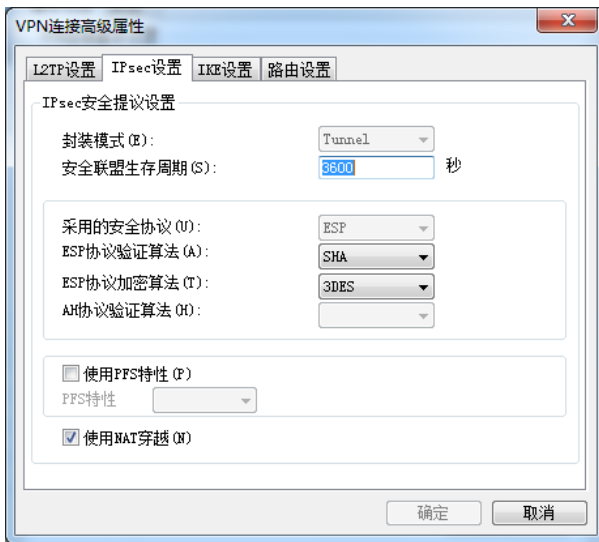 VPN连接高级属性
L2TP设置 IPsec设置 IKE设置 路由设置
IPsec安全提议设置
封装模式(E): Tunnel
安全联盟生存周期(S): 3600 秒
采用的安全协议(U): ESP
ESP协议验证算法(A): SHA
ESP协议加密算法(T): 3DES
AH协议验证算法(H):
使用PFS特性(P)
PFS特性
使用NAT穿越(N)
确定 取消